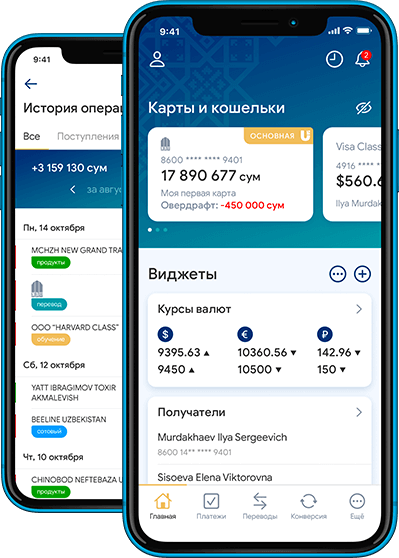 9:41
История опера
Все Поступления
+3 159 130 сум
за авгус
Пн, 14 октября
MCHZH NEW GRAND TRA
продукты
перевод
ООО “HARVARD CLASS”
обучение
Сб, 12 октября
YATT IBRAGIMOV TOXIR
AKMALEVISH
BEELINE UZBEKISTAN
сотовый
Чт, 10 октября
CHINOBOD NEFTEBAZA U
продукты
9:41
2
Карты и кошельки
ОСНОВНАЯ U
8600 **** **** 9401
17 890 677 сум
Моя первая карта
Овердрафт: -450 000 сум
Visa Class
4916 **** **
$560.6
Ilya Murdak
Виджеты
Курсы валют
$ € ₽
9395.63 ▲ 10360.56 ▼ 142.96 ▼
9450 ▲ 10500 ▼ 150 ▼
Получатели
Murdakhaev Ilya Sergeevich
8600 14** **** 9401
Sisoeva Elena Viktorovna
Главная Платежи Переводы Конверсия Ещё